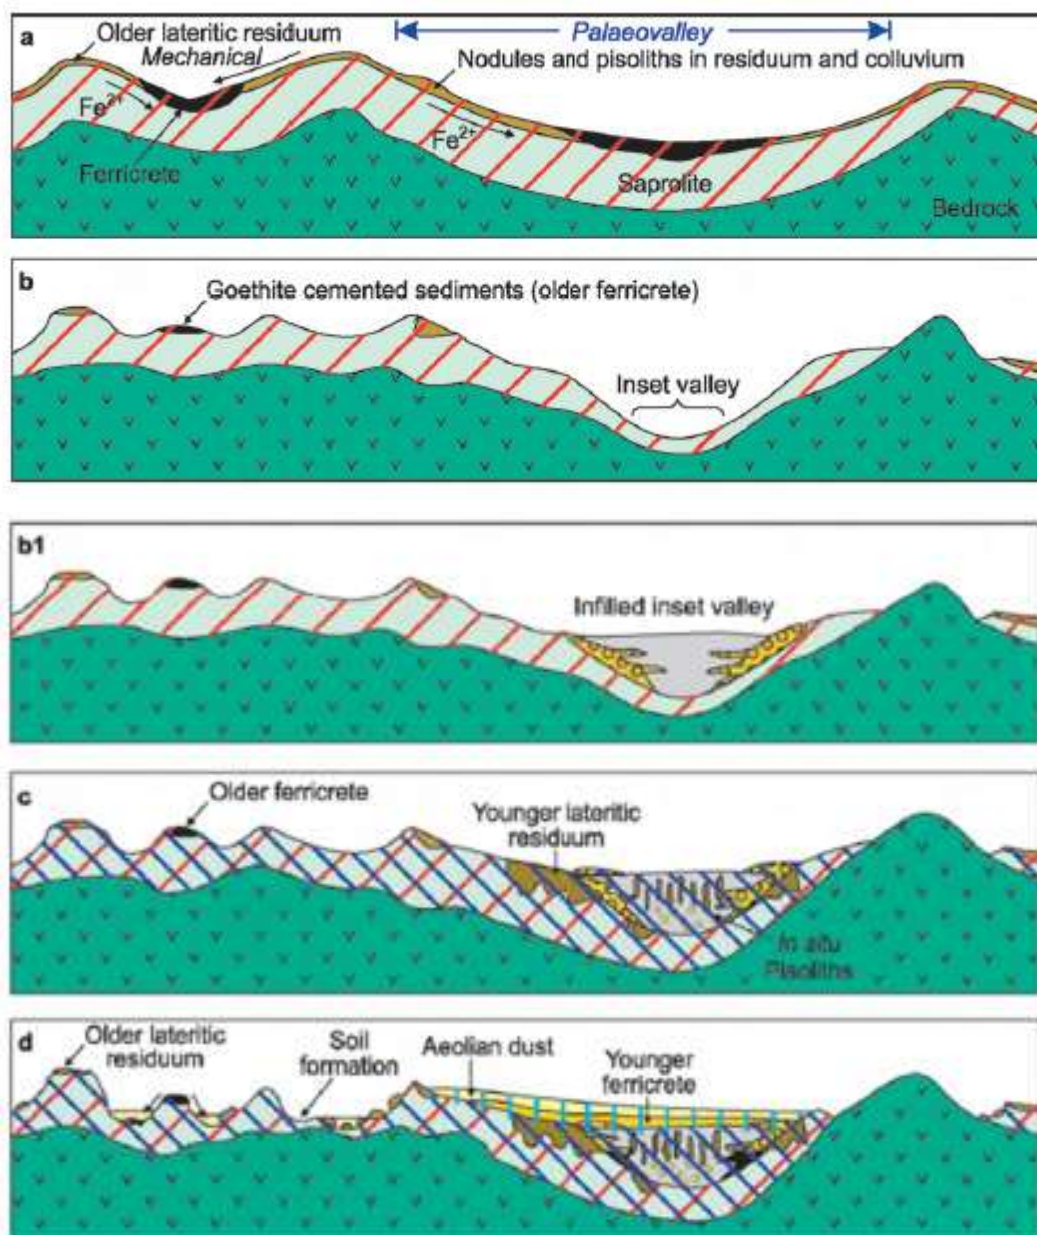 a
Older lateritic residuum
Mechanical
Palaeovalley
Nodules and pisoliths in residuum and colluvium
Fe2+
Fe2+
Ferricrete
Saprolite
Bedrock
b
Goethite cemented sediments (older ferricrete)
Inset valley
b1
Infilled inset valley
c
Older ferricrete
Younger lateritic
residuum
In situ
Pisoliths
d
Older lateritic
residuum
Soil
formation
Aeolian dust
Younger
ferricrete